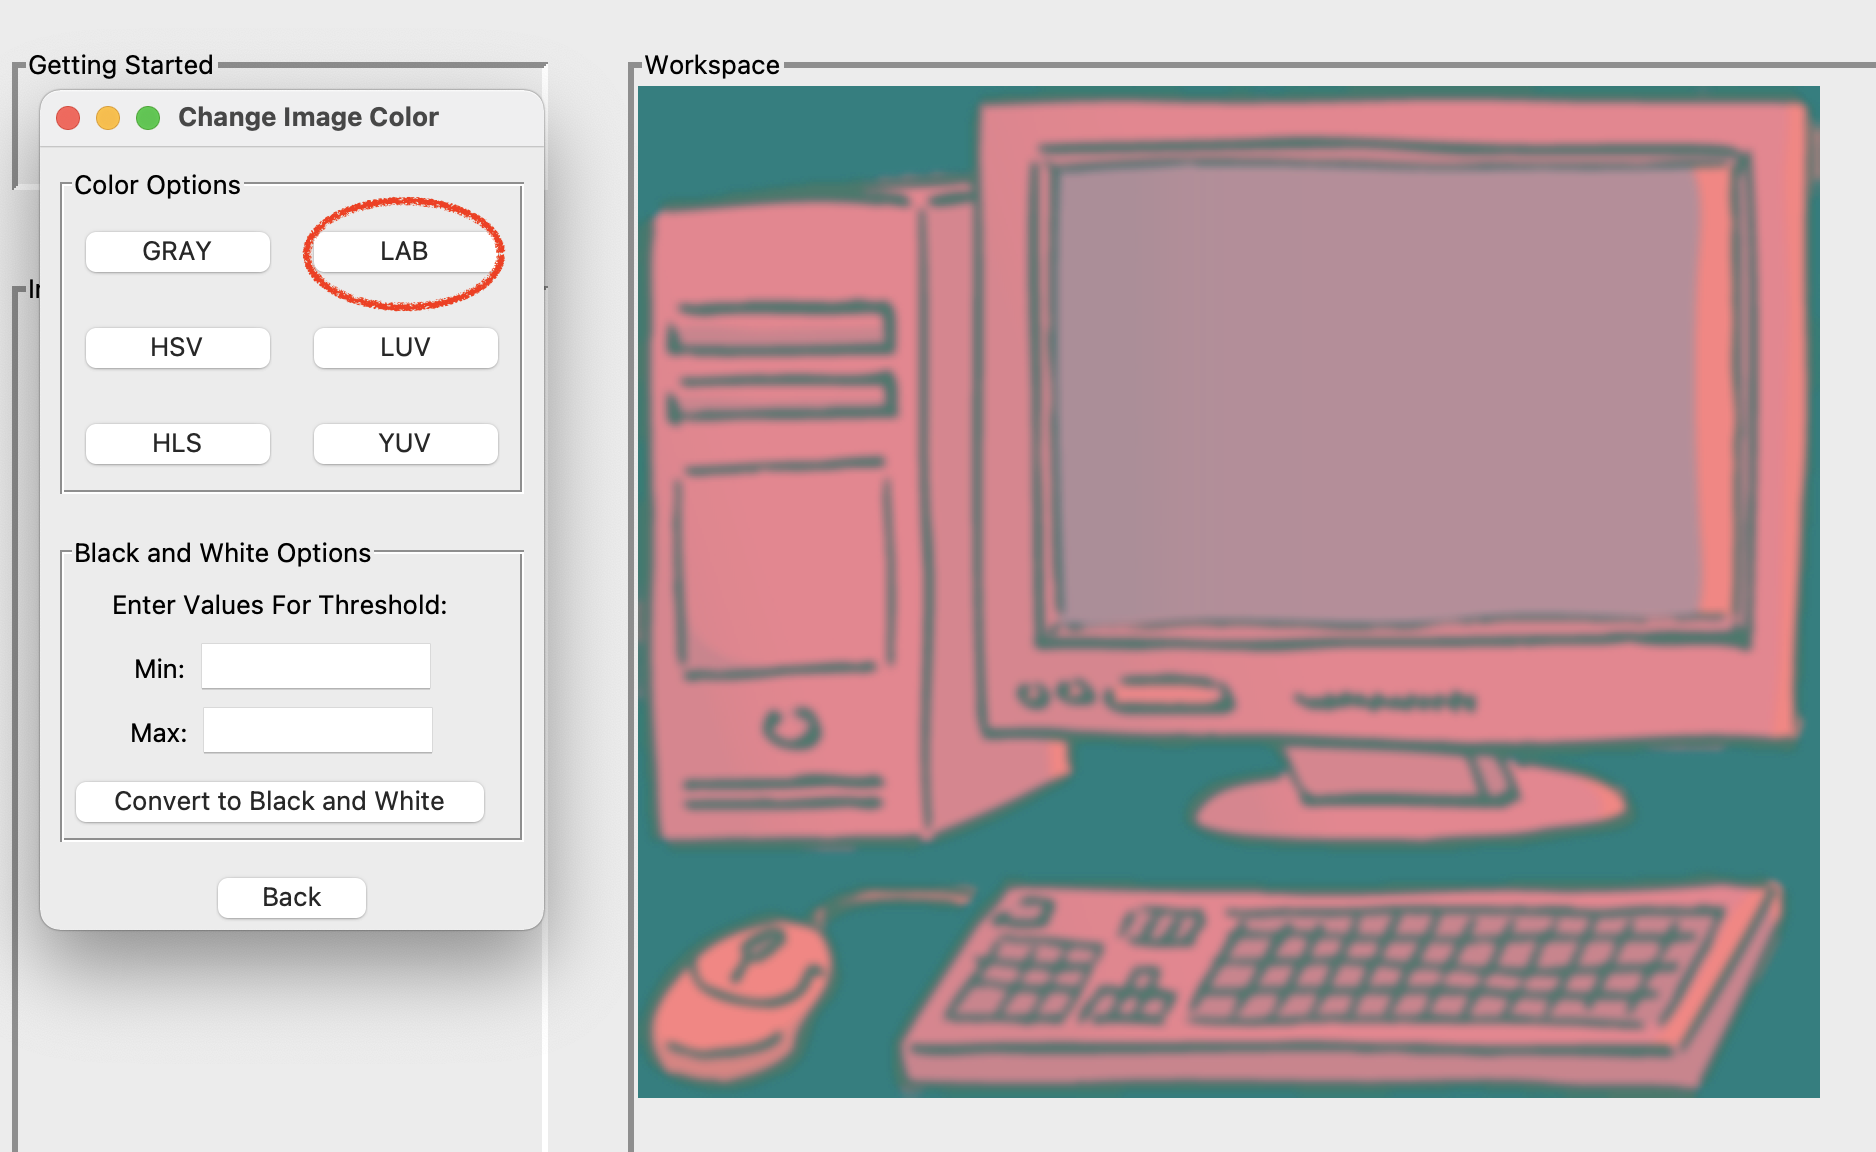 Getting Started
Workspace
Change Image Color
Color Options
GRAY
LAB
HSV
LUV
HLS
YUV
Black and White Options
Enter Values For Threshold:
Min:
Max:
Convert to Black and White
Back